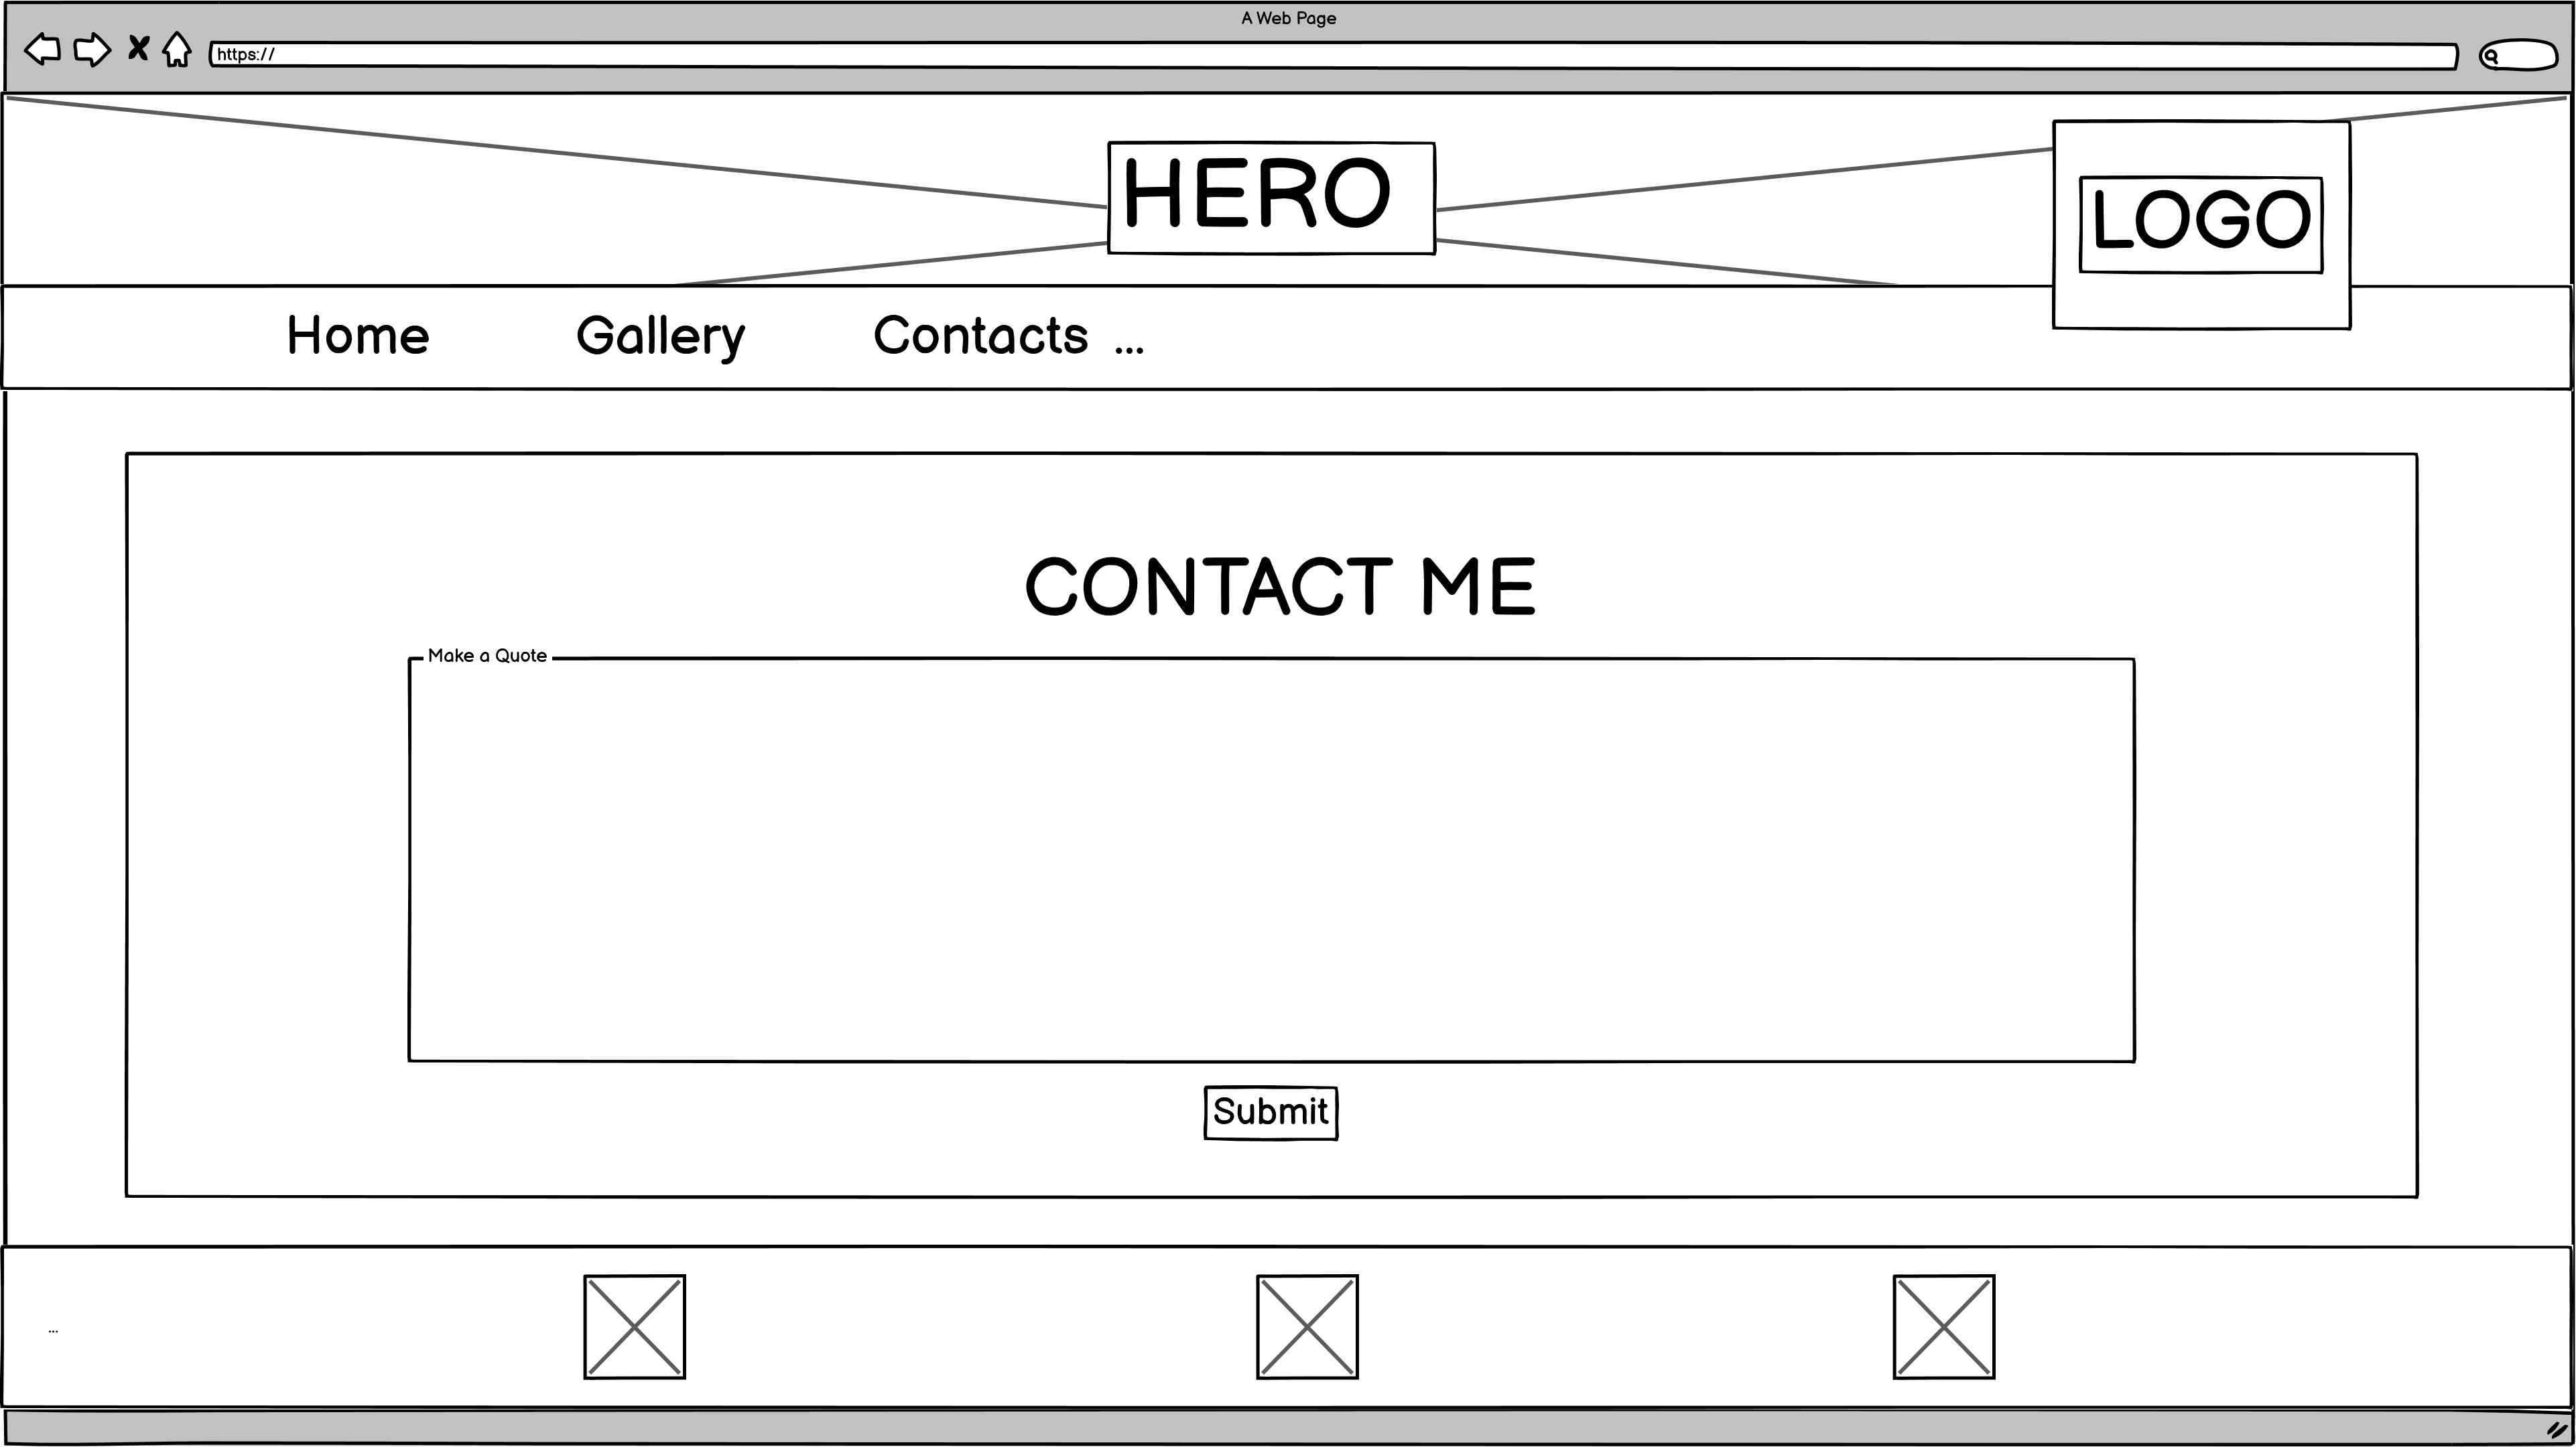 A Web Page
https://
HERO
LOGO
Home Gallery Contacts ...
CONTACT ME
Make a Quote
Submit
...